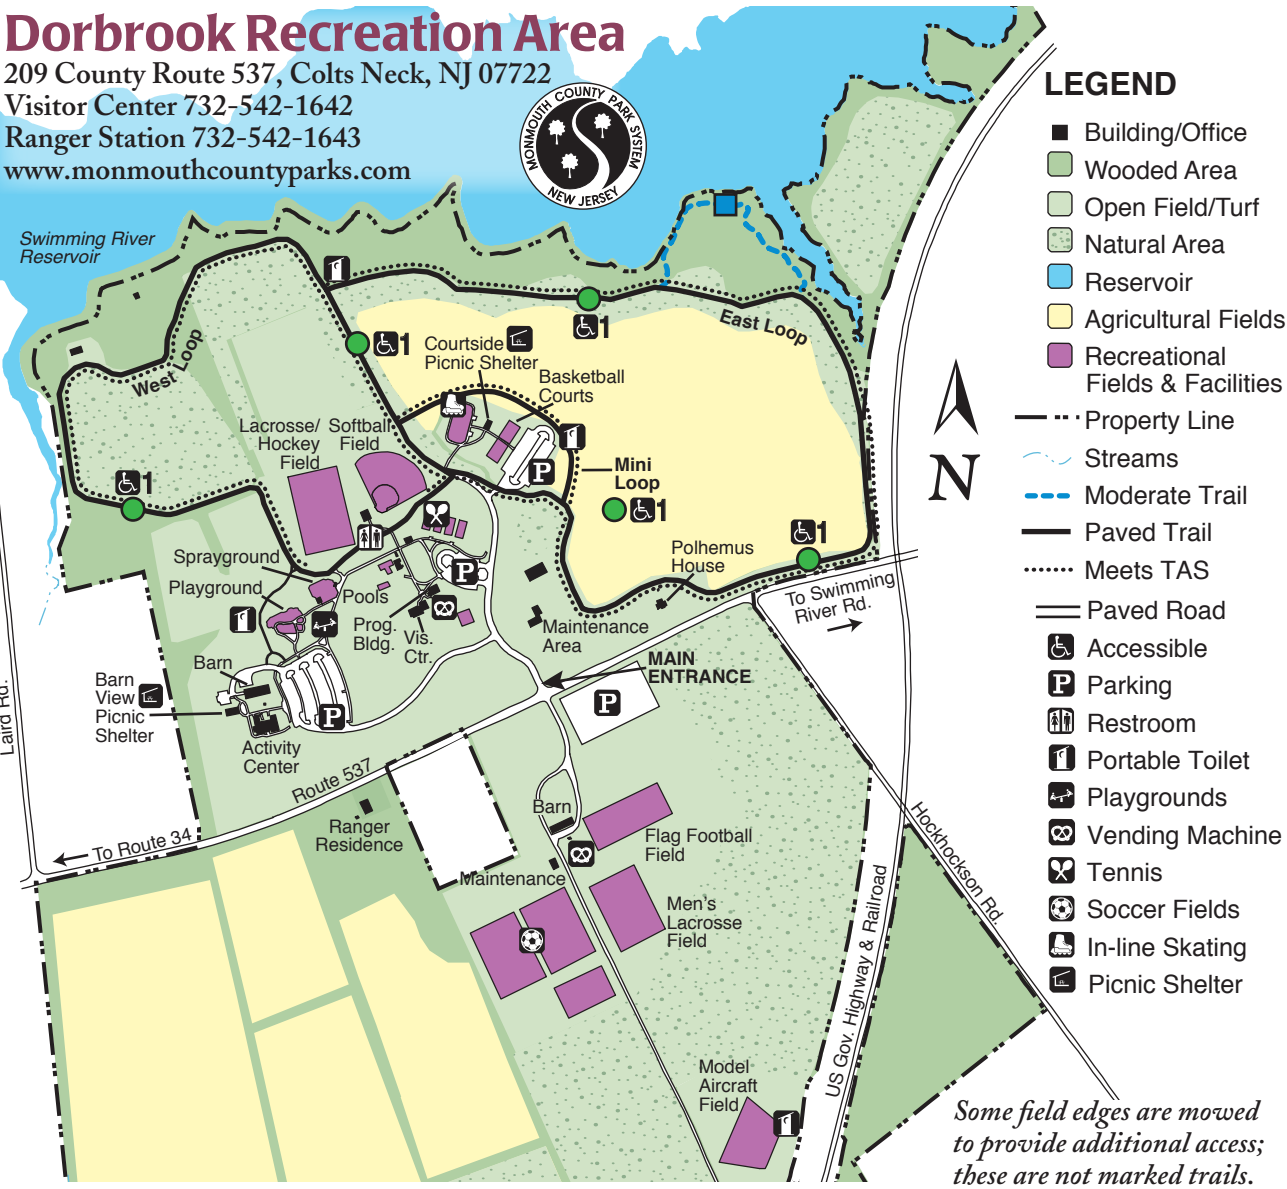 Dorbrook Recreation Area
209 County Route 537, Colts Neck, NJ 07722
Visitor Center 732-542-1642
Ranger Station 732-542-1643
www.monmouthcountyparks.com
MONMOUTH COUNTY PARK SYSTEM
NEW JERSEY
Swimming River
Reservoir
West Loop
East Loop
1
1
Courtside
Picnic Shelter
Basketball
Courts
Lacrosse/
Hockey
Field
Softball
Field
Mini
Loop
P
1
1
1
Sprayground
Playground
Pools
P
Polhemus
House
Prog.
Bldg.
Vis.
Ctr.
Maintenance
Area
To Swimming
River Rd.
Barn
Barn
View
Picnic
Shelter
P
Activity
Center
MAIN
ENTRANCE
P
Laird Rd.
Route 537
To Route 34
Ranger
Residence
Barn
Flag Football
Field
Maintenance
Men's
Lacrosse
Field
Hockhockson Rd.
US Gov. Highway & Railroad
Model
Aircraft
Field
LEGEND
Building/Office
Wooded Area
Open Field/Turf
Natural Area
Reservoir
Agricultural Fields
Recreational
Fields & Facilities
N
Property Line
Streams
Moderate Trail
Paved Trail
Meets TAS
Paved Road
Accessible
P Parking
Restroom
Portable Toilet
Playgrounds
Vending Machine
Tennis
Soccer Fields
In-line Skating
Picnic Shelter
Some field edges are mowed
to provide additional access;
these are not marked trails.